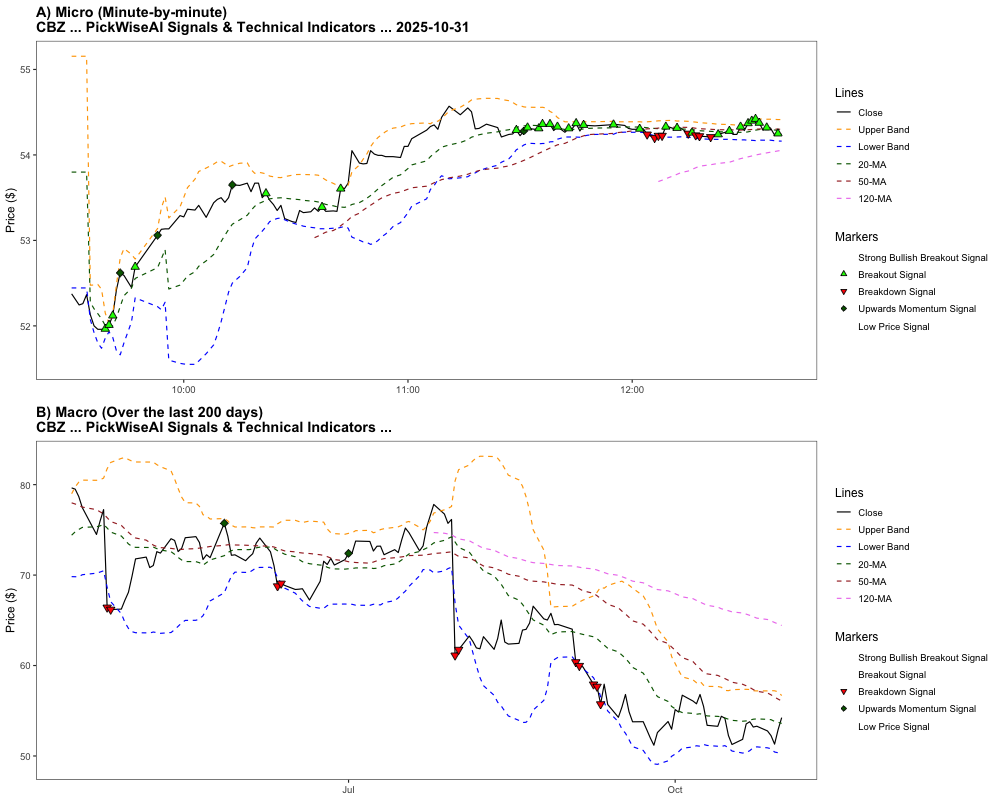 A) Micro (Minute-by-minute)
CBZ ... PickWiseAI Signals & Technical Indicators ... 2025-10-31
Price ($)
55
54
53
52
10:00
11:00
12:00
Lines
Close
Upper Band
Lower Band
20-MA
50-MA
120-MA
Markers
Strong Bullish Breakout Signal
Breakout Signal
Breakdown Signal
Upwards Momentum Signal
Low Price Signal
B) Macro (Over the last 200 days)
CBZ ... PickWiseAI Signals & Technical Indicators ...
Price ($)
80
70
60
50
Jul
Oct
Lines
Close
Upper Band
Lower Band
20-MA
50-MA
120-MA
Markers
Strong Bullish Breakout Signal
Breakout Signal
Breakdown Signal
Upwards Momentum Signal
Low Price Signal